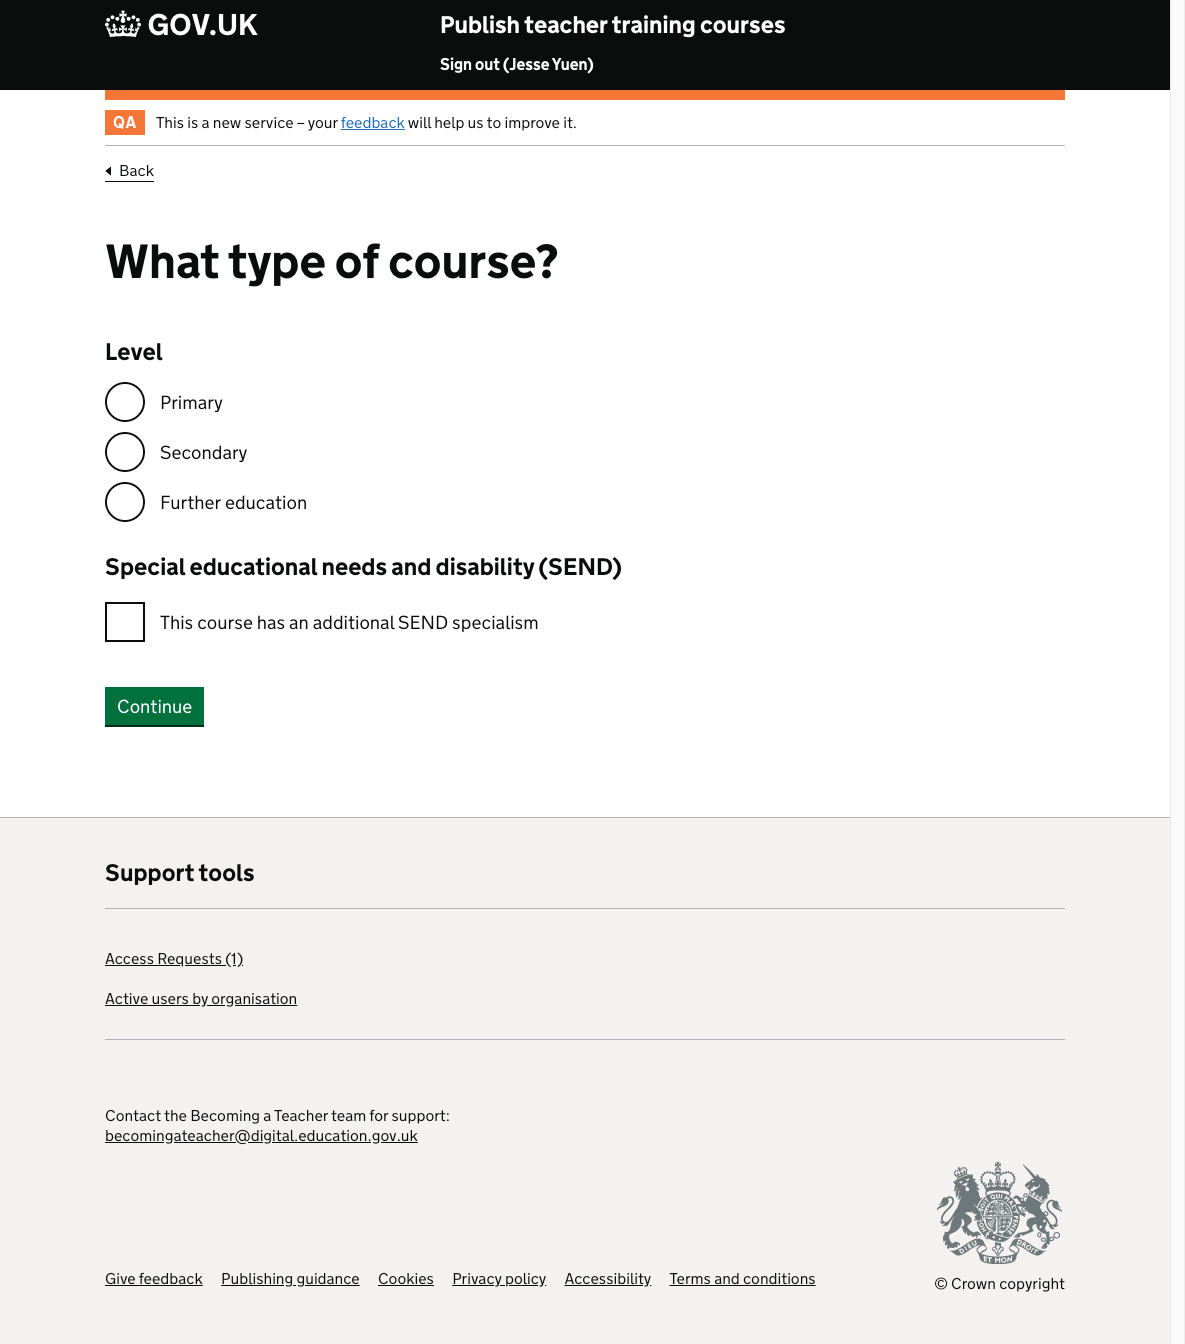 GOV.UK
Publish teacher training courses
Sign out (Jesse Yuen)
QA This is a new service – your feedback will help us to improve it.
Back
What type of course?
Level
Primary
Secondary
Further education
Special educational needs and disability (SEND)
This course has an additional SEND specialism
Continue
Support tools
Access Requests (1)
Active users by organisation
Contact the Becoming a Teacher team for support:
becomingateacher@digital.education.gov.uk
Give feedback Publishing guidance Cookies Privacy policy Accessibility Terms and conditions
© Crown copyright